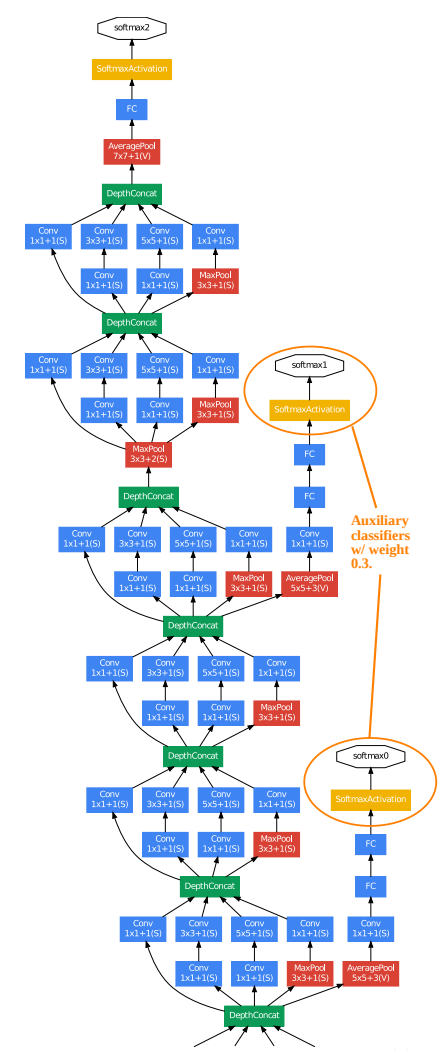 softmax2
SoftmaxActivation
FC
AveragePool
7x7+1(V)
DepthConcat
Conv Conv Conv Conv
1x1+1(S) 3x3+1(S) 5x5+1(S) 1x1+1(S)
Conv Conv MaxPool
1x1+1(S) 1x1+1(S) 3x3+1(S)
DepthConcat
Conv Conv Conv Conv
1x1+1(S) 3x3+1(S) 5x5+1(S) 1x1+1(S)
softmax1
Conv Conv MaxPool
1x1+1(S) 1x1+1(S) 3x3+1(S)
SoftmaxActivation
MaxPool
3x3+2(S)
FC
DepthConcat
FC
Auxiliary
classifiers
w/ weight
0.3.
Conv Conv Conv Conv Conv
1x1+1(S) 3x3+1(S) 5x5+1(S) 1x1+1(S) 1x1+1(S)
Conv Conv MaxPool AveragePool
1x1+1(S) 1x1+1(S) 3x3+1(S) 5x5+3(V)
DepthConcat
Conv Conv Conv Conv
1x1+1(S) 3x3+1(S) 5x5+1(S) 1x1+1(S)
Conv Conv MaxPool
1x1+1(S) 1x1+1(S) 3x3+1(S)
DepthConcat
softmax0
Conv Conv Conv Conv
1x1+1(S) 3x3+1(S) 5x5+1(S) 1x1+1(S)
SoftmaxActivation
Conv Conv MaxPool
1x1+1(S) 1x1+1(S) 3x3+1(S)
FC
DepthConcat
FC
Conv Conv Conv Conv Conv
1x1+1(S) 3x3+1(S) 5x5+1(S) 1x1+1(S) 1x1+1(S)
Conv Conv MaxPool AveragePool
1x1+1(S) 1x1+1(S) 3x3+1(S) 5x5+3(V)
DepthConcat